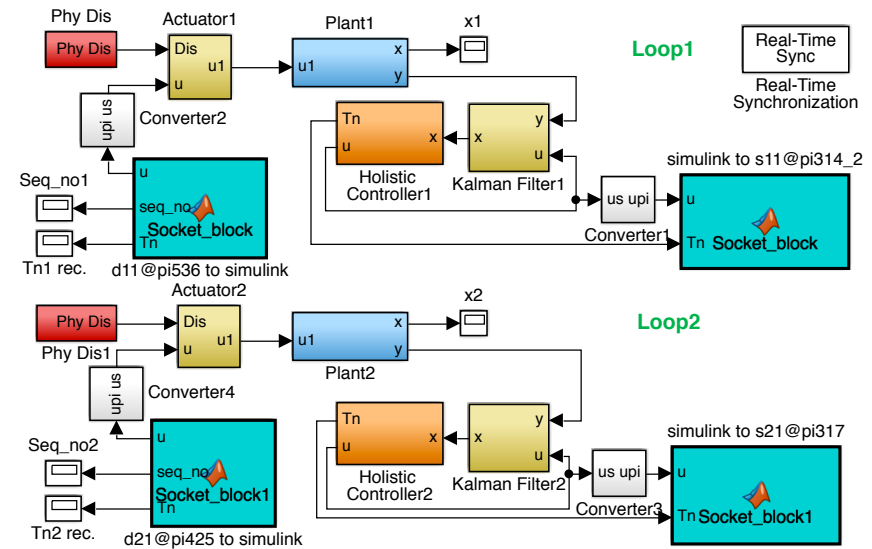 Phy Dis
Actuator1
Plant1
x1
Phy Dis
Dis
u1
u
u1
x
y
Loop1
Real-Time
Sync
Real-Time
Synchronization
upi us
Converter2
Tn
u
x
Holistic
Controller1
y
x
u
Kalman Filter1
simulink to s11@pi314_2
us upi
Converter1
u
Tn
Socket_block
Seq_no1
u
seq_no
Socket_block
Tn
Tn1 rec.
d11@pi536 to simulink
Actuator2
x2
Phy Dis
Phy Dis1
Dis
u1
u
u1
x
y
Plant2
Loop2
upi us
Converter4
Tn
u
x
Holistic
Controller2
y
x
u
Kalman Filter2
simulink to s21@pi317
us upi
Converter3
u
Tn
Socket_block1
Seq_no2
u
seq_no
Socket_block1
Tn
Tn2 rec.
d21@pi425 to simulink